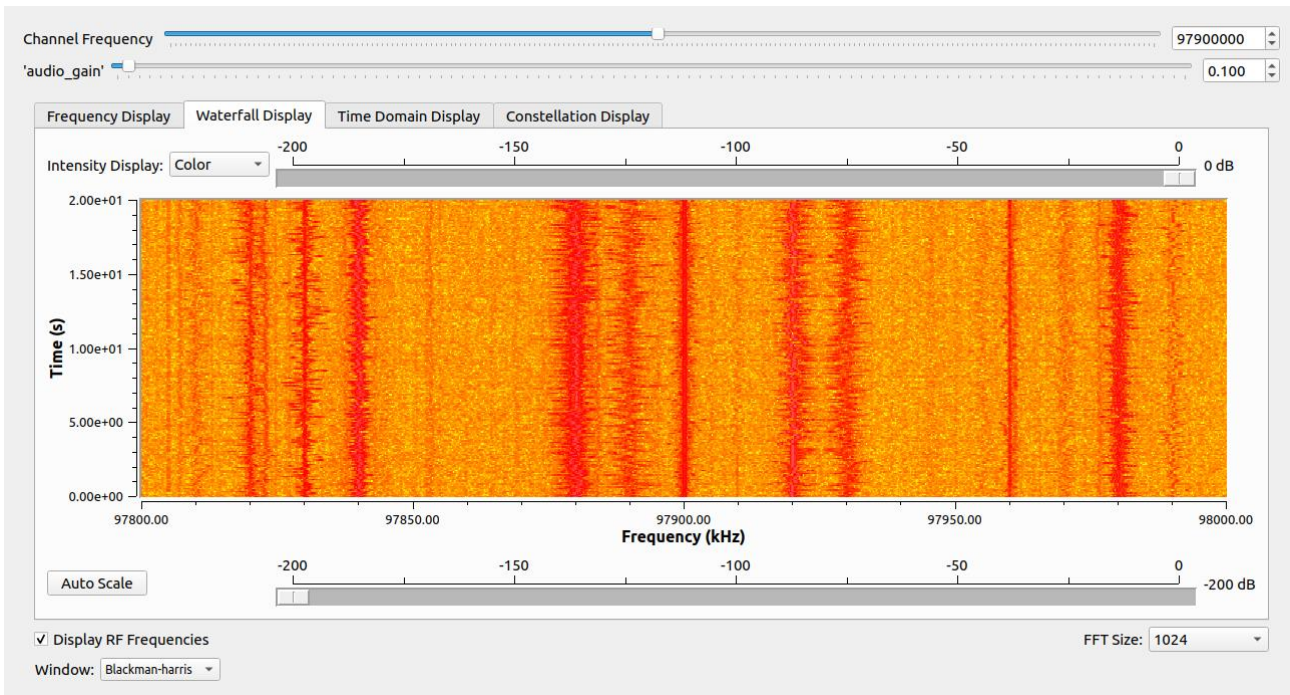 Channel Frequency 97900000
'audio_gain' 0.100
Frequency Display Waterfall Display Time Domain Display Constellation Display
-200 -150 -100 -50 0
Intensity Display: Color 0 dB
2.00e+01
1.50e+01
1.00e+01
5.00e+00
0.00e+00
Time (s)
97800.00 97850.00 97900.00 97950.00 98000.00
Frequency (kHz)
-200 -150 -100 -50 0
Auto Scale -200 dB
Display RF Frequencies FFT Size: 1024
Window: Blackman-harris